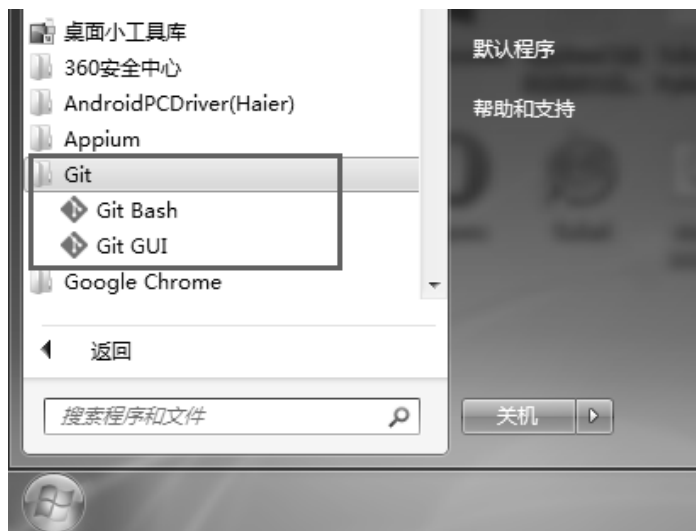 桌面小工具库
360安全中心
AndroidPCDriver(Haier)
Appium
Git
Git Bash
Git GUI
Google Chrome
返回
搜索程序和文件
默认程序
帮助和支持
关机